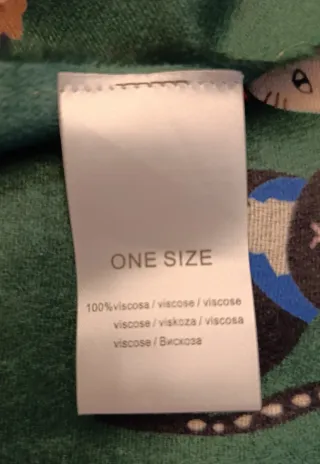 ONE SIZE
100%viscosa / viscose / viscose
viscose / viskoza / viscosa
viscose / Вискоза